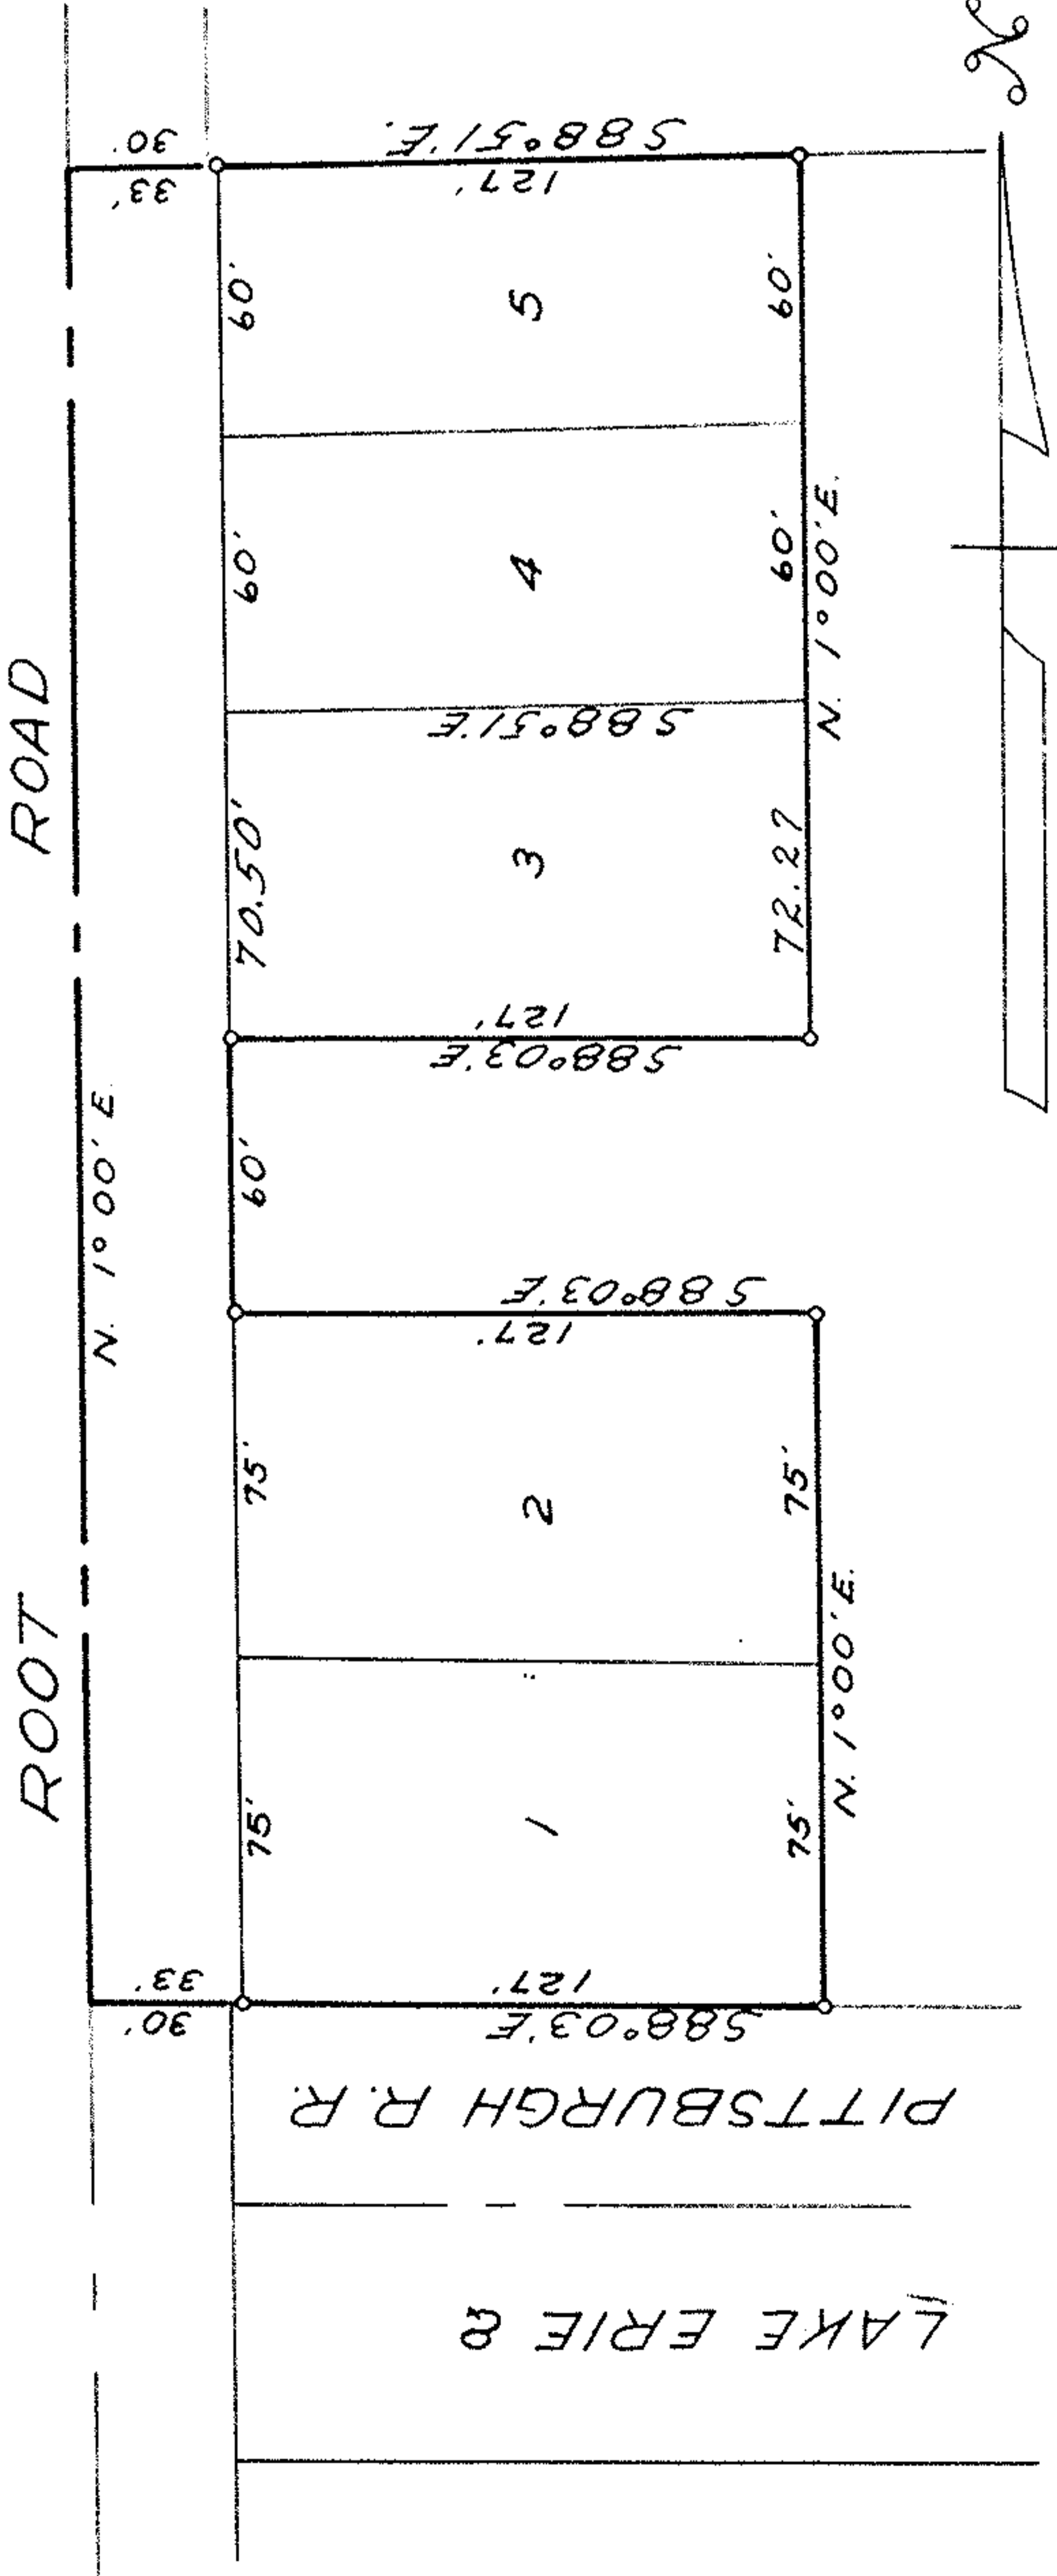 ROOT ROAD
N. 1° 00' E.
30'
33'
S 88° 51' E.
127'
60'
60'
70.50'
60'
75'
75'
5
4
3
2
1
60'
60'
72.27
N. 1° 00' E.
S 88° 51' E
127'
S 88° 03' E.
S 88° 03' E
127'
75'
75'
N. 1° 00' E.
33'
30'
127'
S 88° 03' E
LAKE ERIE &
PITTSBURGH R. R.
N